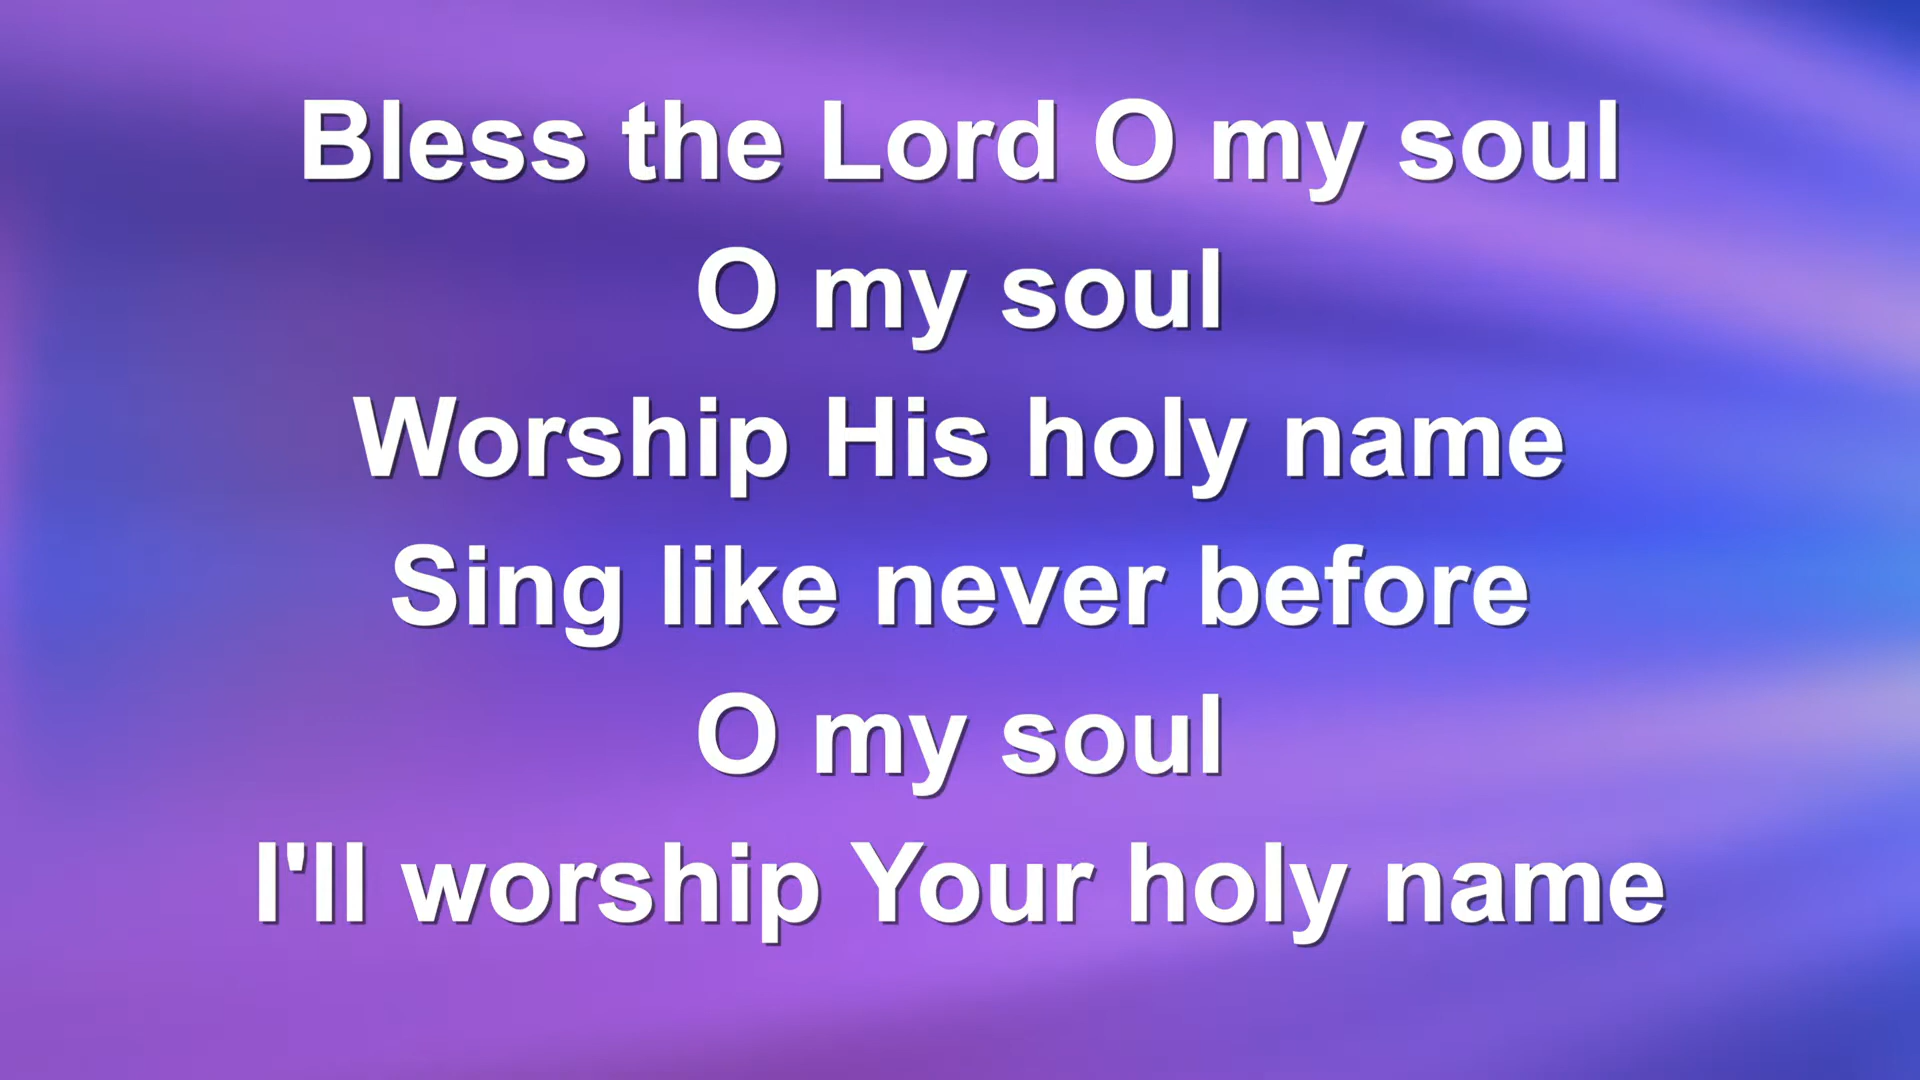 Bless the Lord O my soul
O my soul
Worship His holy name
Sing like never before
O my soul
I'll worship Your holy name